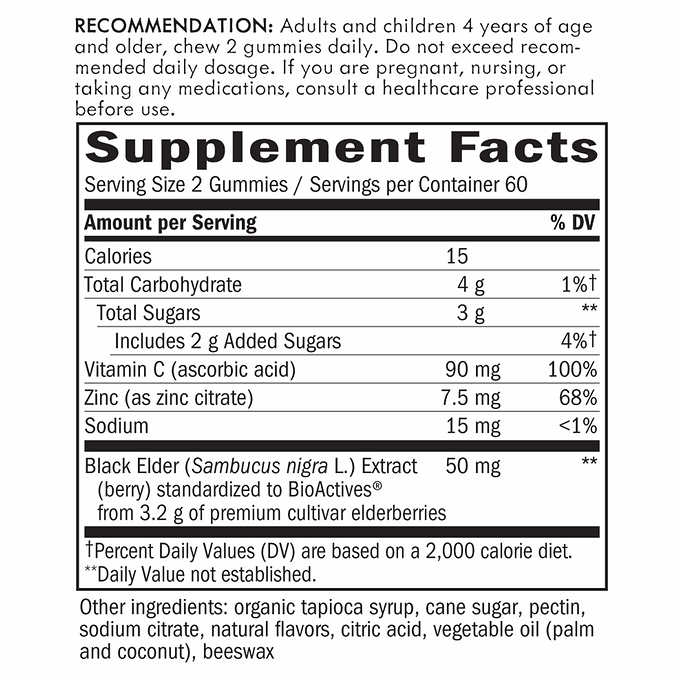 RECOMMENDATION: Adults and children 4 years of age
and older, chew 2 gummies daily. Do not exceed recom-
mended daily dosage. If you are pregnant, nursing, or
taking any medications, consult a healthcare professional
before use.
Supplement Facts
Serving Size 2 Gummies / Servings per Container 60
Amount per Serving % DV
Calories 15
Total Carbohydrate 4 g 1%†
Total Sugars 3 g **
Includes 2 g Added Sugars 4%†
Vitamin C (ascorbic acid) 90 mg 100%
Zinc (as zinc citrate) 7.5 mg 68%
Sodium 15 mg <1%
Black Elder (Sambucus nigra L.) Extract 50 mg **
(berry) standardized to BioActives®
from 3.2 g of premium cultivar elderberries
†Percent Daily Values (DV) are based on a 2,000 calorie diet.
**Daily Value not established.
Other ingredients: organic tapioca syrup, cane sugar, pectin,
sodium citrate, natural flavors, citric acid, vegetable oil (palm
and coconut), beeswax